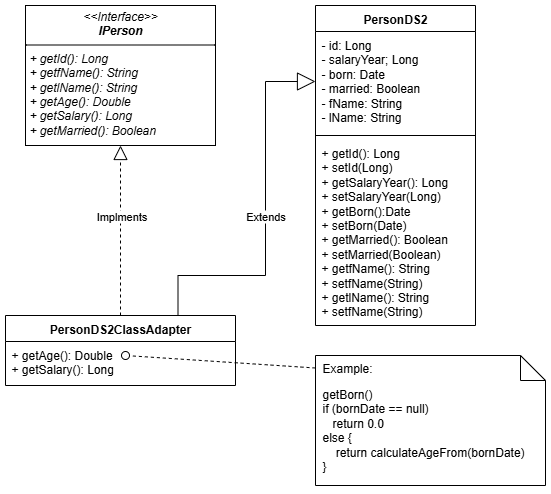 <<Interface>>
IPerson
+ getId(): Long
+ getfName(): String
+ getlName(): String
+ getAge(): Double
+ getSalary(): Long
+ getMarried(): Boolean
PersonDS2
- id: Long
- salaryYear; Long
- born: Date
- married: Boolean
- fName: String
- lName: String
+ getId(): Long
+ setId(Long)
+ getSalaryYear(): Long
+ setSalaryYear(Long)
+ getBorn():Date
+ setBorn(Date)
+ getMarried(): Boolean
+ setMarried(Boolean)
+ getfName(): String
+ setfName(String)
+ getlName(): String
+ setfName(String)
Implments
Extends
PersonDS2ClassAdapter
+ getAge(): Double
+ getSalary(): Long
Example:
getBorn()
if (bornDate == null)
return 0.0
else {
return calculateAgeFrom(bornDate)
}